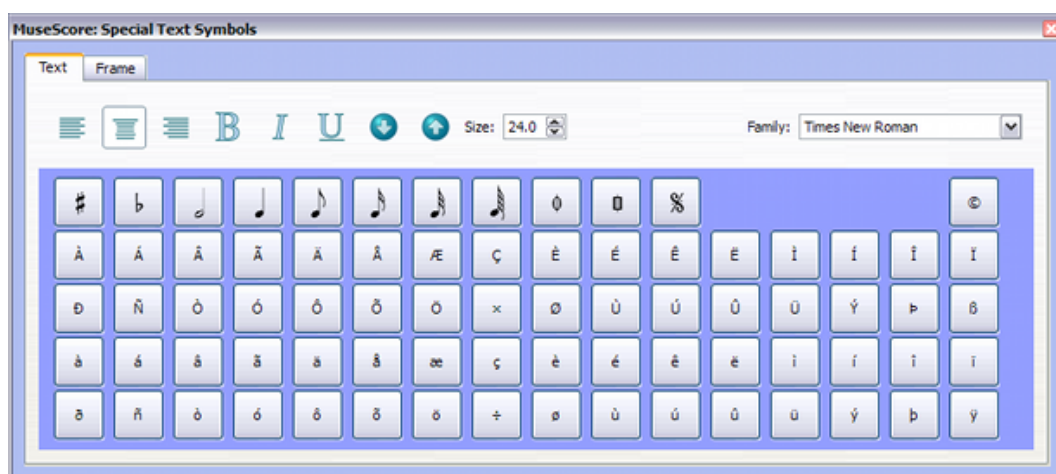 MuseScore: Special Text Symbols
Text Frame
B I U Size: 24.0 Family: Times New Roman
♯ ♭ 𝅗𝅥 ♩ ♪ 𝅘𝅥𝅯 𝅘𝅥𝅰 𝅘𝅥𝅱 𝄌 𝄋 ©
À Á Â Ã Ä Å Æ Ç È É Ê Ë Ì Í Î Ï
Ð Ñ Ò Ó Ô Õ Ö × Ø Ù Ú Û Ü Ý Þ ß
à á â ã ä å æ ç è é ê ë ì í î ï
ð ñ ò ó ô õ ö ÷ ø ù ú û ü ý þ ÿ